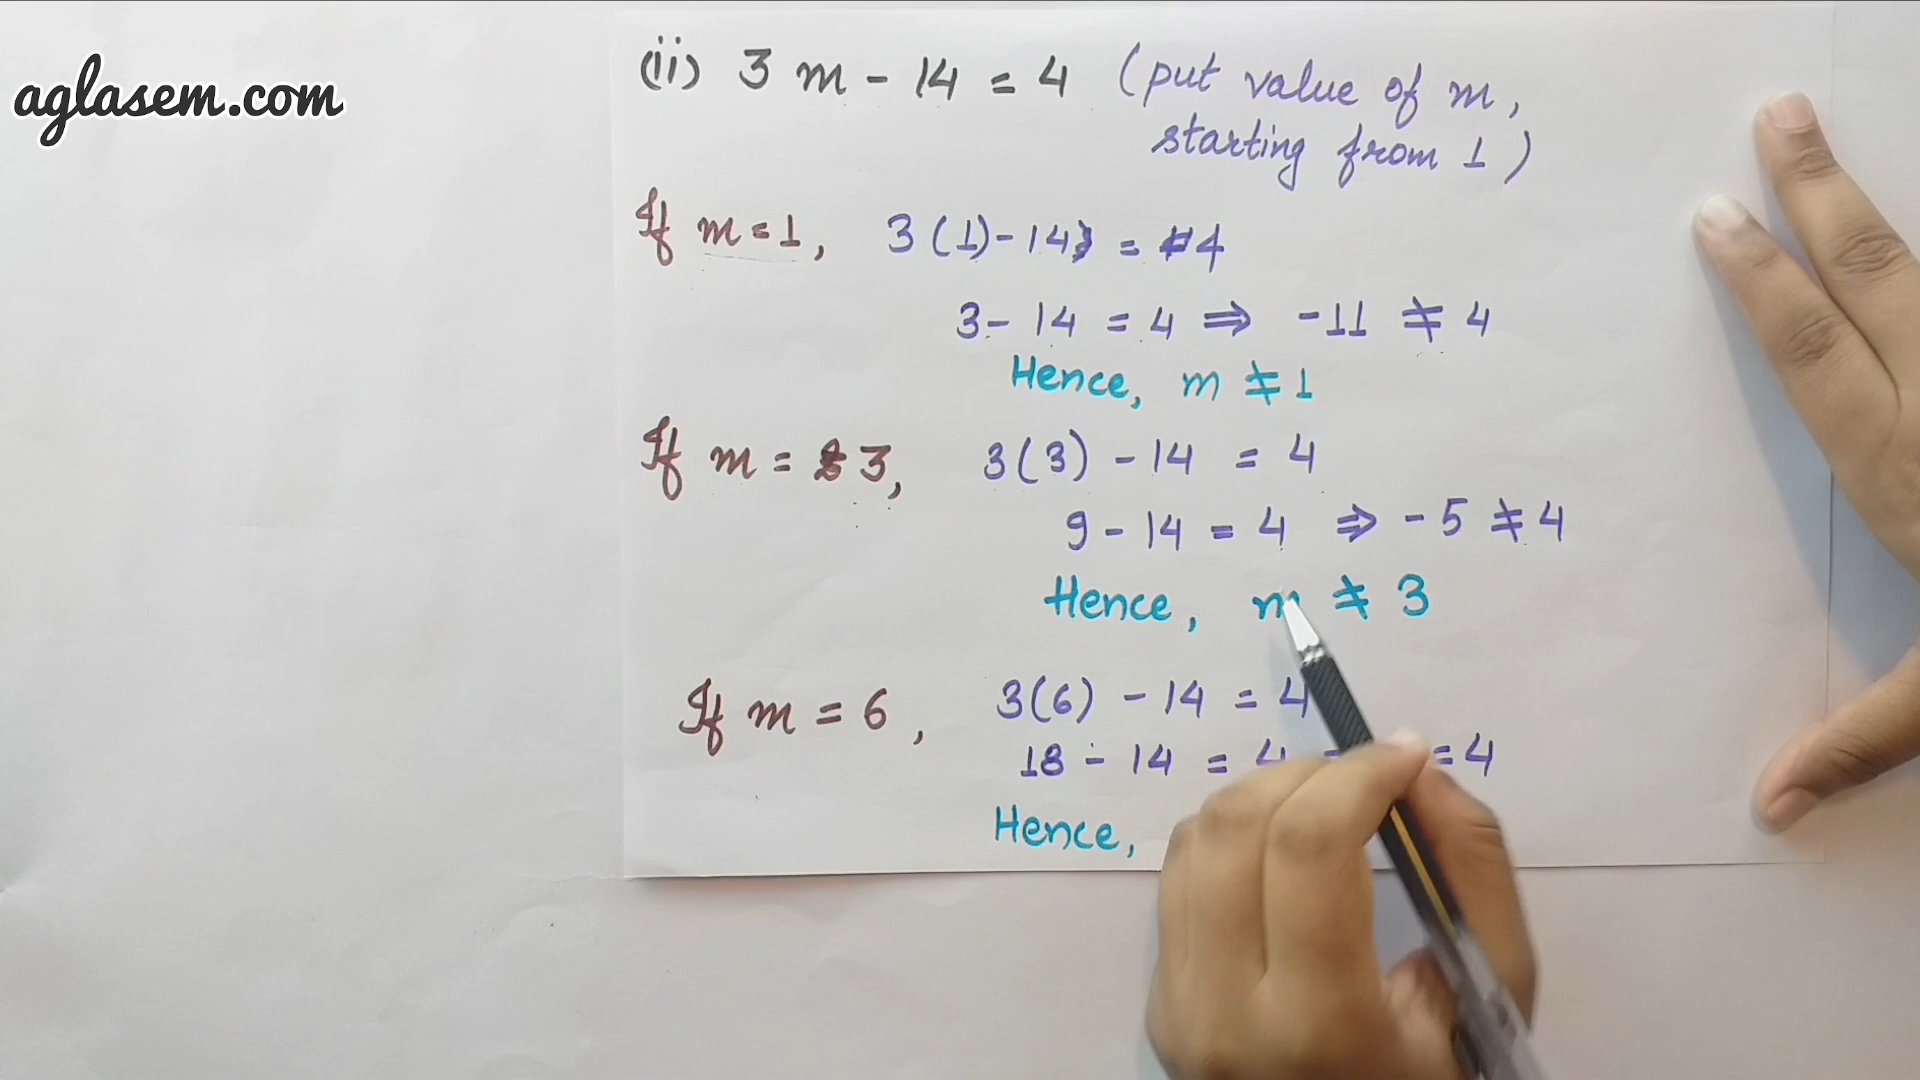 aglasem.com
(ii) 3 m - 14 = 4 (put value of m,
starting from 1)
If m = 1, 3(1) - 14 = 4
3 - 14 = 4 ⇒ -11 ≠ 4
Hence, m ≠ 1
If m = 3, 3(3) - 14 = 4
9 - 14 = 4 ⇒ -5 ≠ 4
Hence, m ≠ 3
If m = 6, 3(6) - 14 = 4
18 - 14 = 4 = 4
Hence,